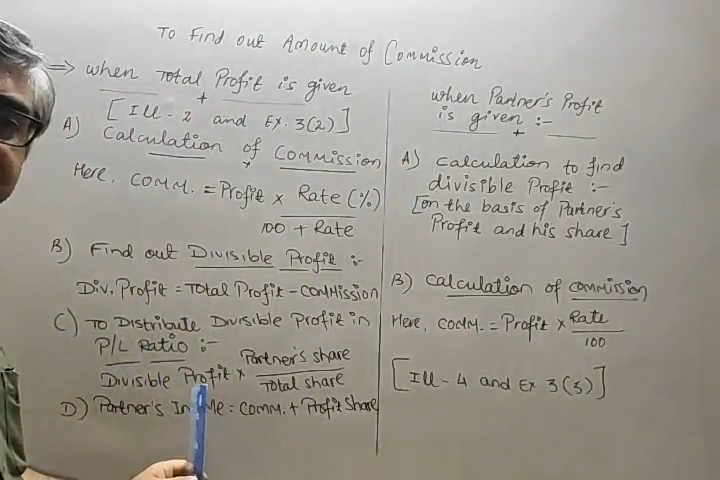 To Find out Amount of Commission
⇒ when Total Profit is given
[Ill-2 and Ex. 3(2)]
A) Calculation of Commission
Here, Comm. = Profit × Rate (%)
100 + Rate
B) Find out Divisible Profit :-
Div. Profit = Total Profit - Commission
C) To Distribute Divisible Profit in
P/L Ratio :-
Divisible Profit × Partner's share
Total share
D) Partner's = Comm. + Profit Share
when Partner's Profit
is given :-
A) Calculation to find
divisible Profit :-
[on the basis of Partner's
Profit and his share]
B) Calculation of commission
Here, comm. = Profit × Rate
100
[Ill-4 and Ex 3(3)]